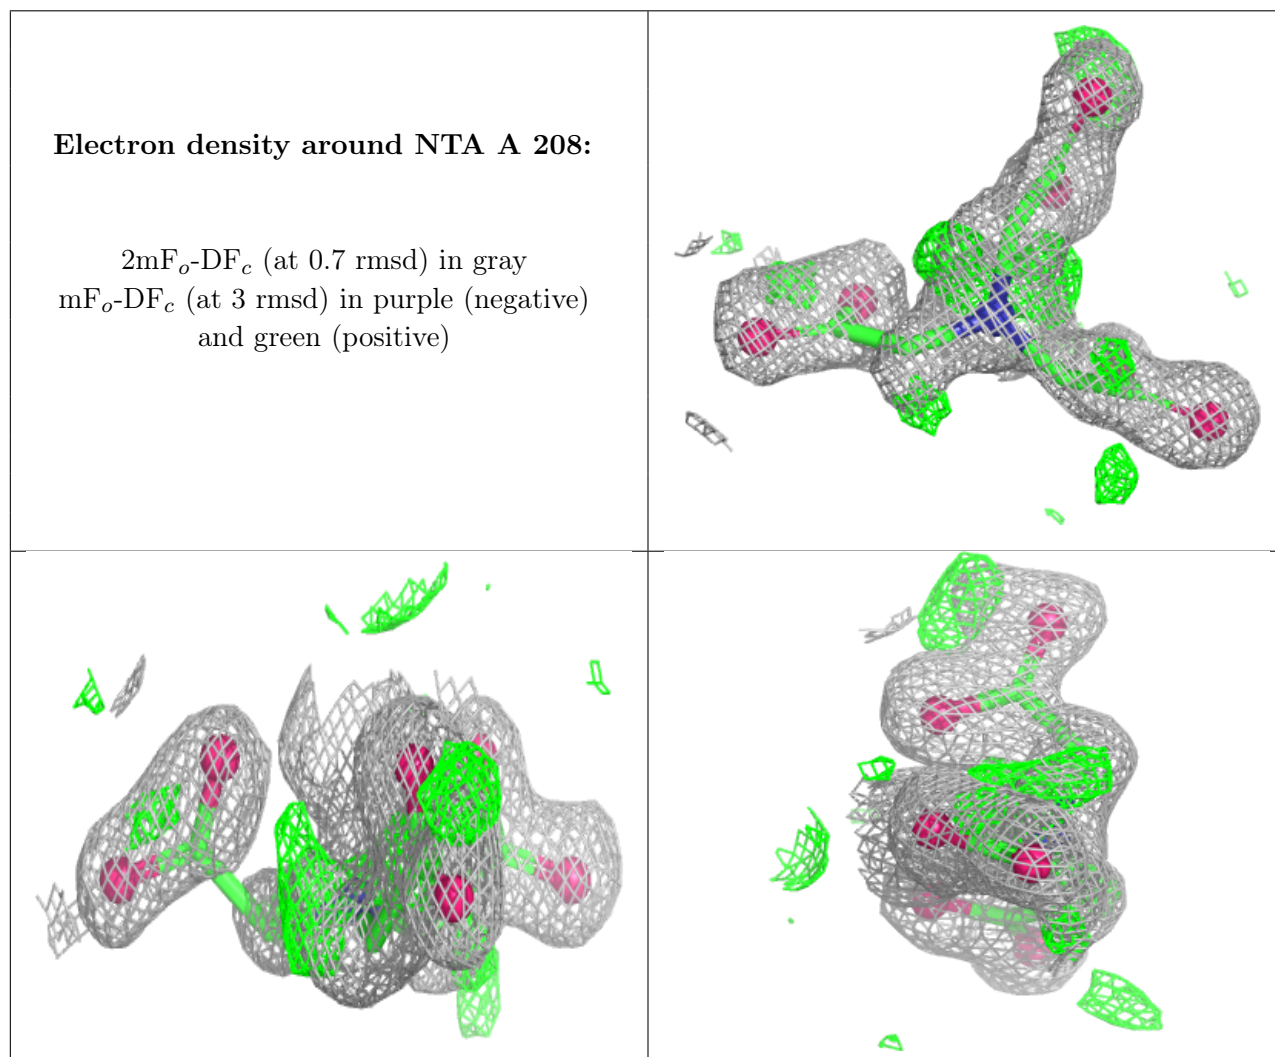 Electron density around NTA A 208:
2mFₒ-DF𝒸 (at 0.7 rmsd) in gray
mFₒ-DF𝒸 (at 3 rmsd) in purple (negative)
and green (positive)